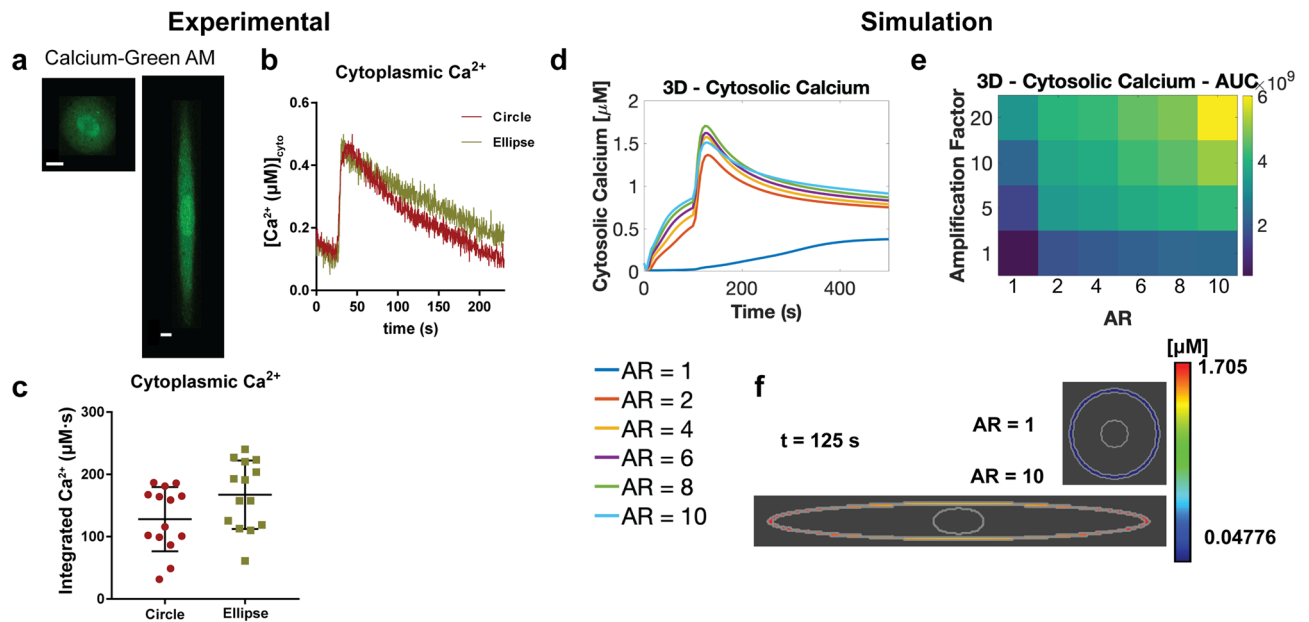 Experimental
Simulation
a
Calcium-Green AM
b
Cytoplasmic Ca²⁺
[Ca²⁺ (µM)]cyto
0.6
0.4
0.2
0.0
Circle
Ellipse
0 50 100 150 200
time (s)
c
Cytoplasmic Ca²⁺
Integrated Ca²⁺ (µM·s)
300
200
100
0
Circle Ellipse
d
3D - Cytosolic Calcium
Cytosolic Calcium [µM]
2
1.5
1
0.5
0
0 200 400
Time (s)
AR = 1
AR = 2
AR = 4
AR = 6
AR = 8
AR = 10
e
3D - Cytosolic Calcium - AUC
×10⁹
Amplification Factor
20
10
5
1
1 2 4 6 8 10
AR
6
4
2
f
t = 125 s
AR = 1
AR = 10
[µM]
1.705
0.04776